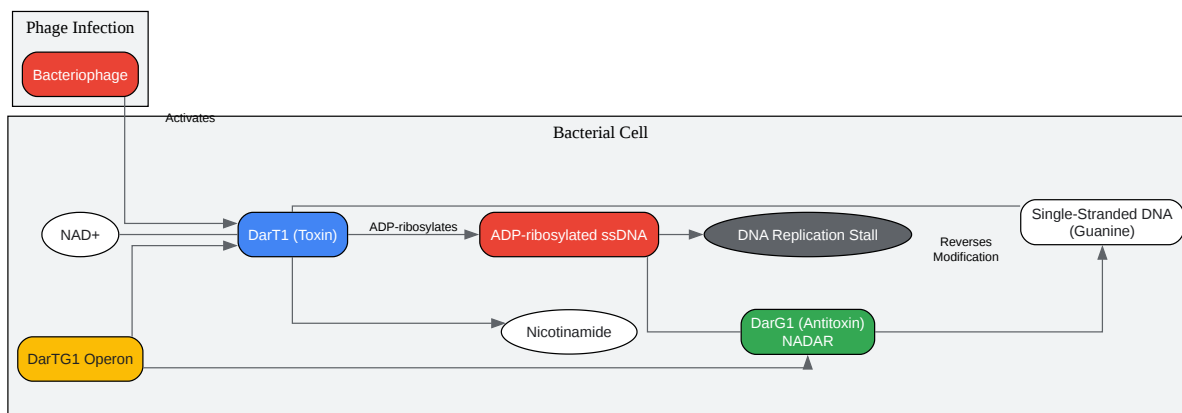 Phage Infection
Bacteriophage
Activates
Bacterial Cell
NAD+
DarT1 (Toxin)
ADP-ribosylates
ADP-ribosylated ssDNA
DNA Replication Stall
Reverses
Modification
Single-Stranded DNA
(Guanine)
Nicotinamide
DarG1 (Antitoxin)
NADAR
DarTG1 Operon